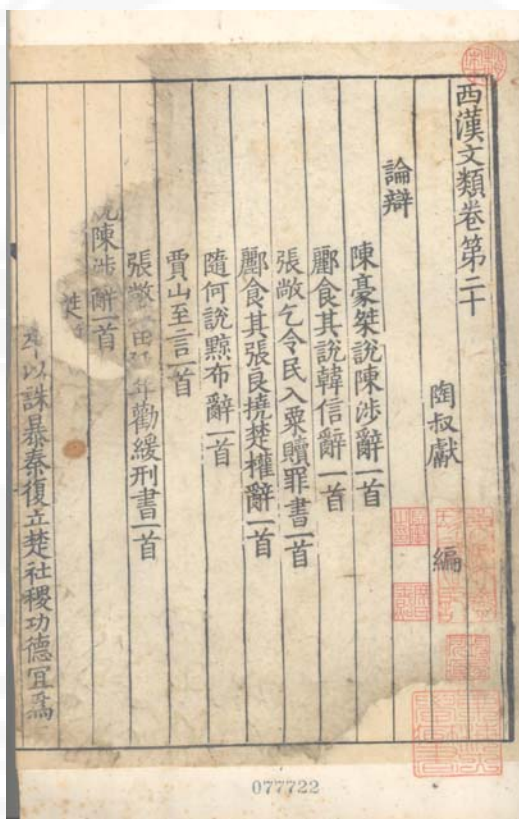 西漢文類卷第二十
陶叔獻 編
論辯
陳豪桀說陳涉辭一首
酈食其說韓信辭一首
張敞乞令民入粟贖罪書一首
酈食其張良撓楚權辭一首
隨何說黥布辭一首
賈山至言一首
張敞 年勸緩刑書一首
說陳涉辭一首
以誅暴秦復立楚社稷功德宜為
077722